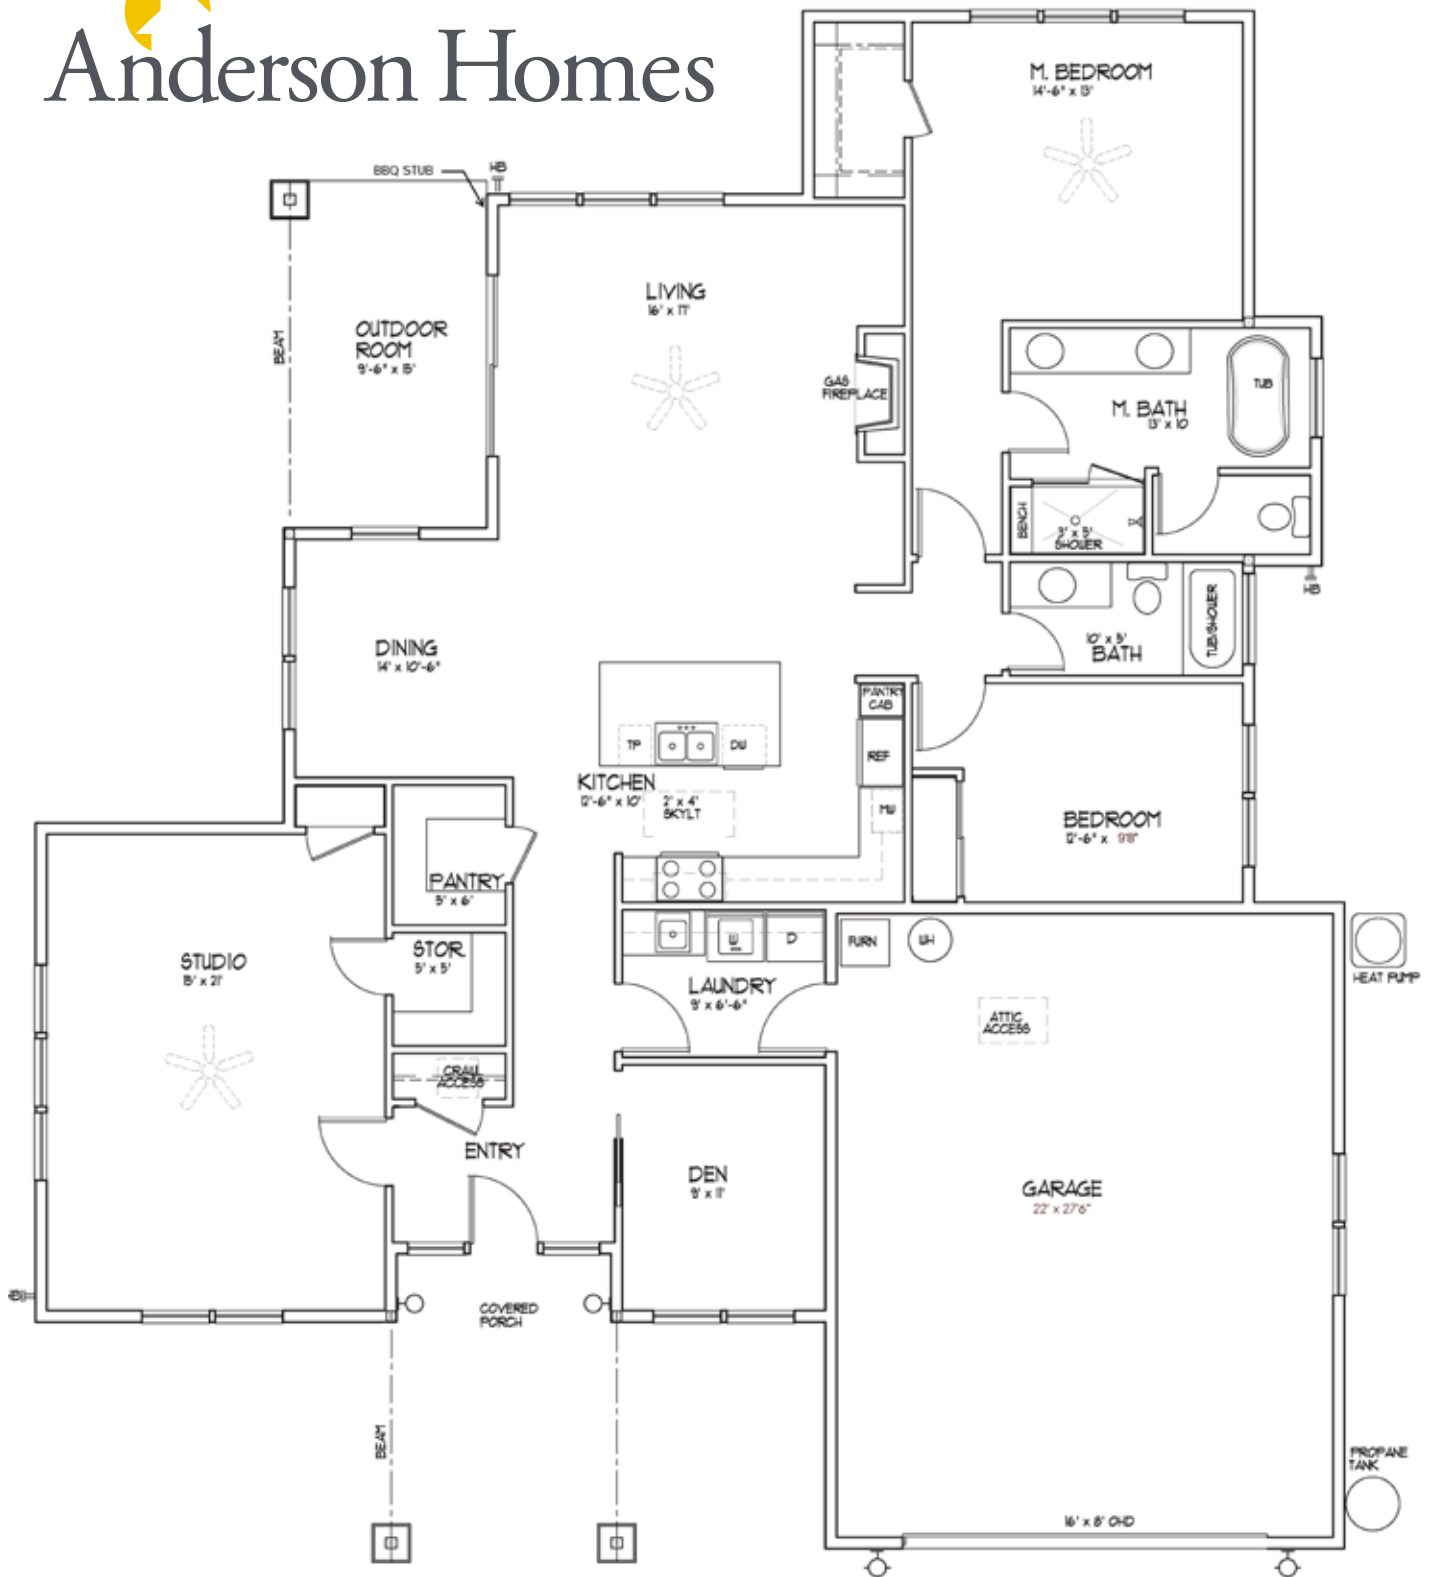 Anderson Homes
M. BEDROOM
14'-6" x 13'
BBQ STUB
HB
LIVING
16' x 17'
OUTDOOR
ROOM
9'-6" x 15'
BEAM
GAS
FIREPLACE
TUB
M. BATH
13' x 10
BENCH
3' x 5'
SHOWER
HB
TUB/SHOWER
10' x 5'
BATH
DINING
14' x 10'-6"
PANTRY
CAB
TP
DW
REF
KITCHEN
12'-6" x 10'
2' x 4'
SKYLT
MW
BEDROOM
12'-6" x 9'8"
PANTRY
5' x 6'
STOR
5' x 5'
STUDIO
15' x 21'
W
D
FURN
WH
LAUNDRY
9' x 6'-6"
HEAT PUMP
ATTIC
ACCESS
CRAWL
ACCESS
ENTRY
DEN
9' x 11'
GARAGE
22' x 27'6"
HB
COVERED
PORCH
BEAM
PROPANE
TANK
16' x 8' OHD